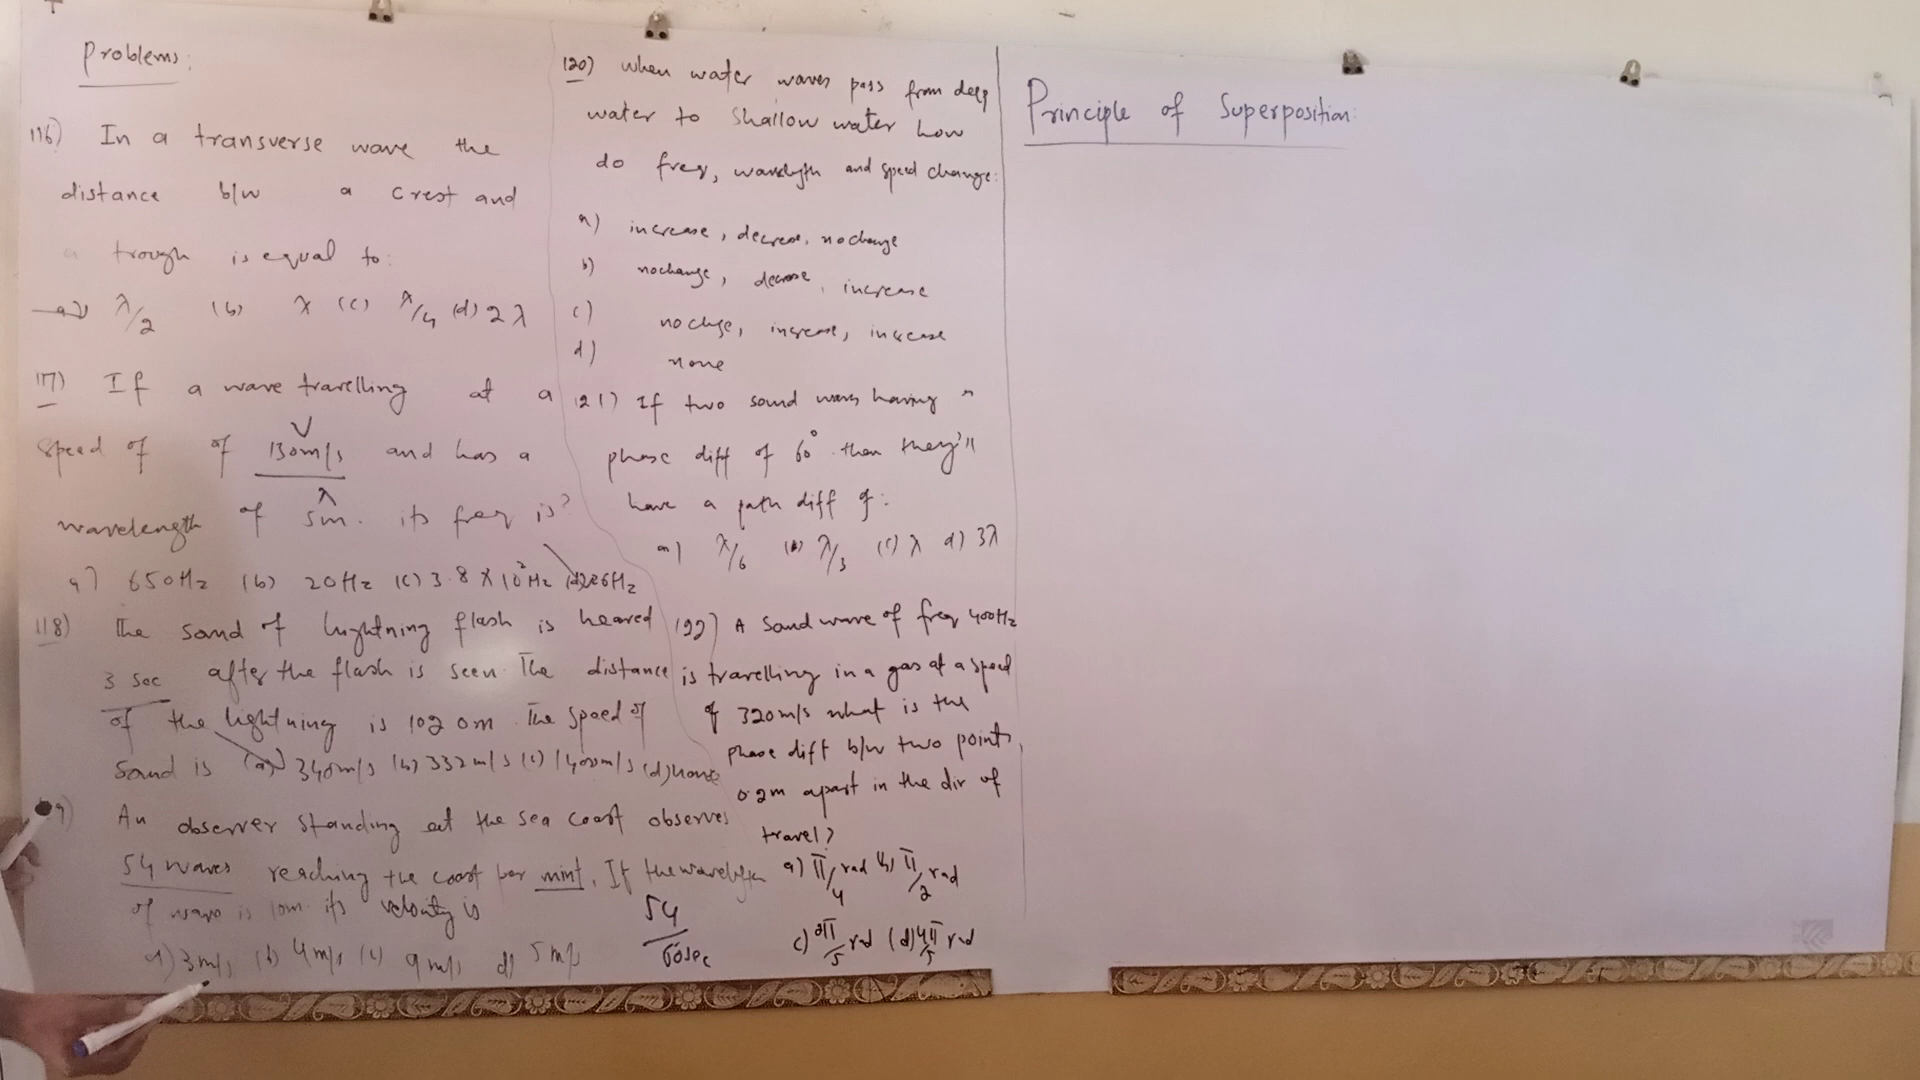 Problems:
116) In a transverse wave the
distance b/w a crest and
a trough is equal to:
a) λ/2 (b) λ (c) λ/4 (d) 2λ
117) If a wave travelling at a
speed of of 130m/s and has a
V
λ
wavelength of 5m. its freq is?
a) 650Hz (b) 20Hz (c) 3.8 X 10² Hz (d) 26Hz
118) The sound of lightning flash is heared
3 sec after the flash is seen. The distance
of the lightning is 1020m. The speed of
sound is (a) 340m/s (b) 332m/s (c) 1400m/s (d) none
9) An observer standing at the sea coast observes
54 waves reaching the coast per mint. If the wavelength
of wave is 10m. its velocity is
54/60sec
a) 3m/s (b) 4m/s (c) 9m/s d) 5m/s
120) when water waves pass from deep
water to shallow water how
do freq, wavelength and speed change:
a) increase, decrease, no change
b) nochange, decrease, increase
c) no change, increase, increase
d) none
121) If two sound waves having a
phase diff of 60° then they'll
have a path diff of:
a) λ/6 (b) λ/3 (c) λ d) 3λ
122) A sound wave of freq 400Hz
is travelling in a gas at a speed
of 320m/s what is the
phase diff b/w two points,
0.2m apart in the dir of
travel?
a) π/4 rad (b) π/2 rad
c) 2π/5 rad (d) 4π/5 rad
Principle of Superposition: